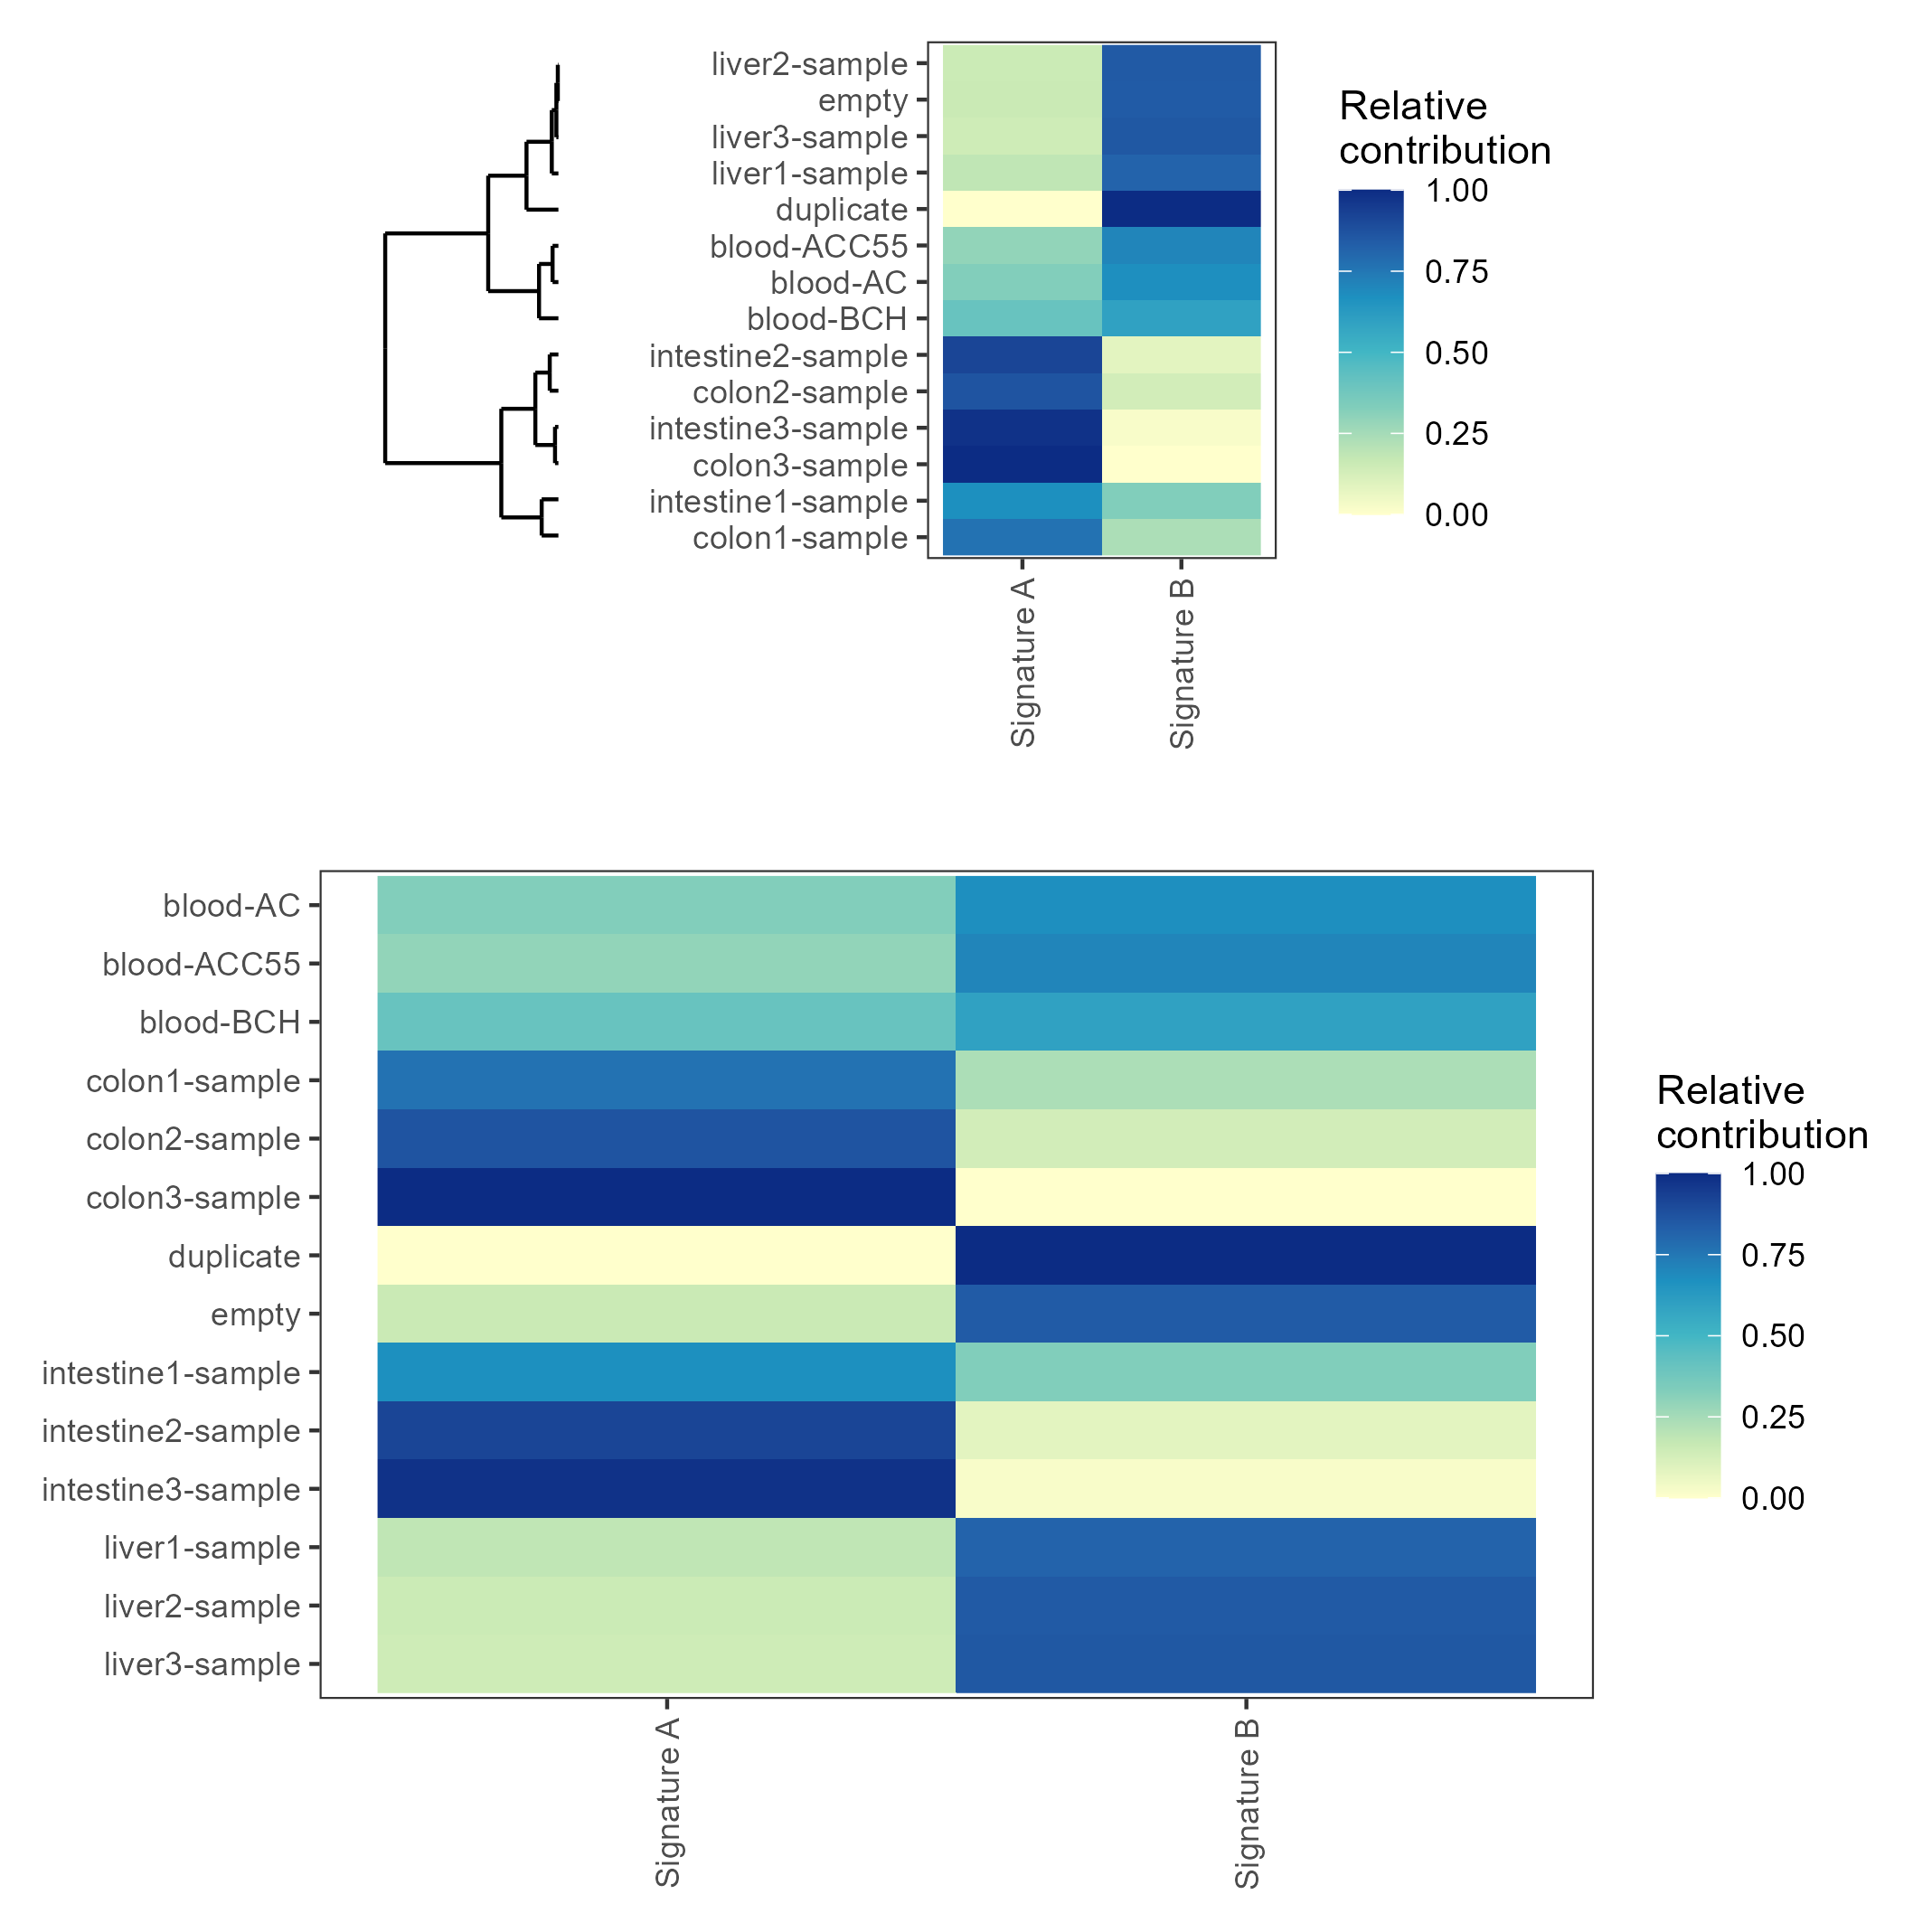 liver2-sample
empty
liver3-sample
liver1-sample
duplicate
blood-ACC55
blood-AC
blood-BCH
intestine2-sample
colon2-sample
intestine3-sample
colon3-sample
intestine1-sample
colon1-sample
Signature A
Signature B
Relative
contribution
1.00
0.75
0.50
0.25
0.00
blood-AC
blood-ACC55
blood-BCH
colon1-sample
colon2-sample
colon3-sample
duplicate
empty
intestine1-sample
intestine2-sample
intestine3-sample
liver1-sample
liver2-sample
liver3-sample
Signature A
Signature B
Relative
contribution
1.00
0.75
0.50
0.25
0.00